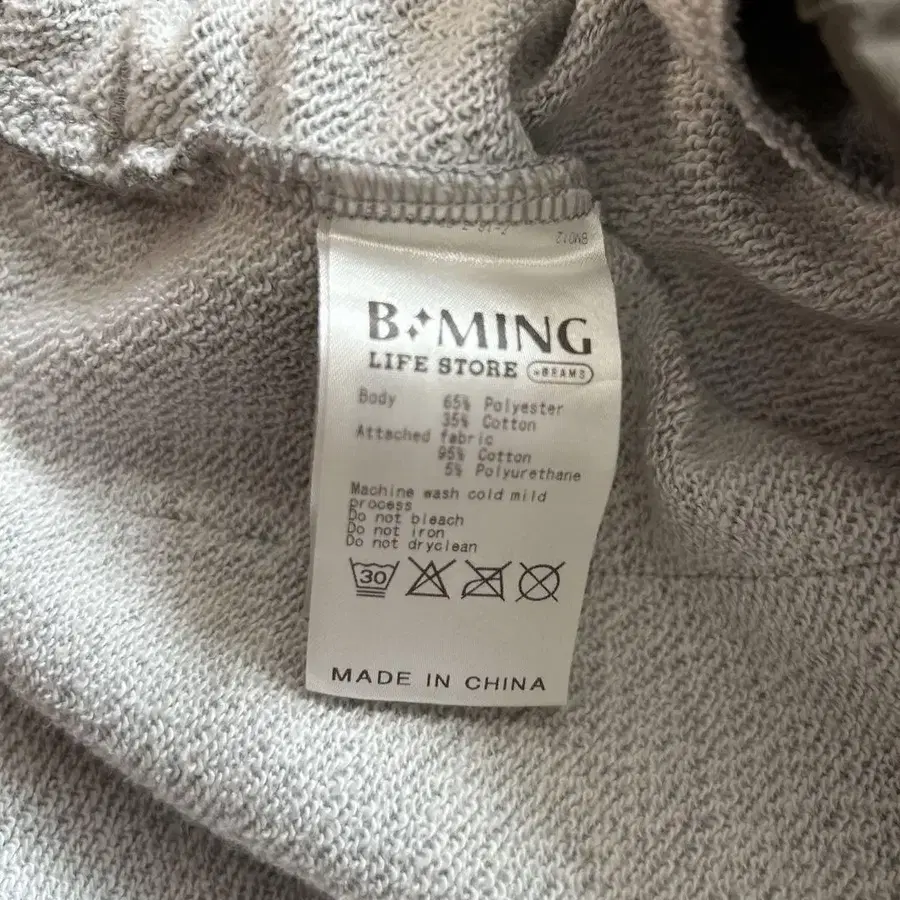 B MING
LIFE STORE BEAMS
Body 65% Polyester
35% Cotton
Attached fabric
95% Cotton
5% Polyurethane
Machine wash cold mild
process
Do not bleach
Do not iron
Do not dryclean
30
MADE IN CHINA